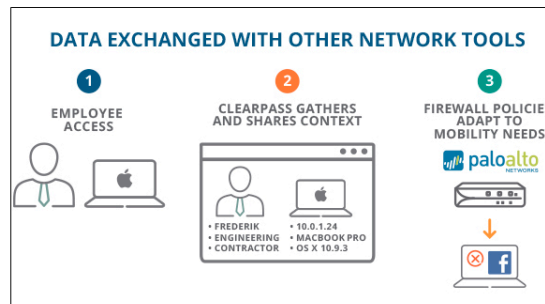 DATA EXCHANGED WITH OTHER NETWORK TOOLS
1
EMPLOYEE
ACCESS
2
CLEARPASS GATHERS
AND SHARES CONTEXT
• FREDERIK
• ENGINEERING
• CONTRACTOR
• 10.0.1.24
• MACBOOK PRO
• OS X 10.9.3
3
FIREWALL POLICIES
ADAPT TO
MOBILITY NEEDS
paloalto
NETWORKS
f